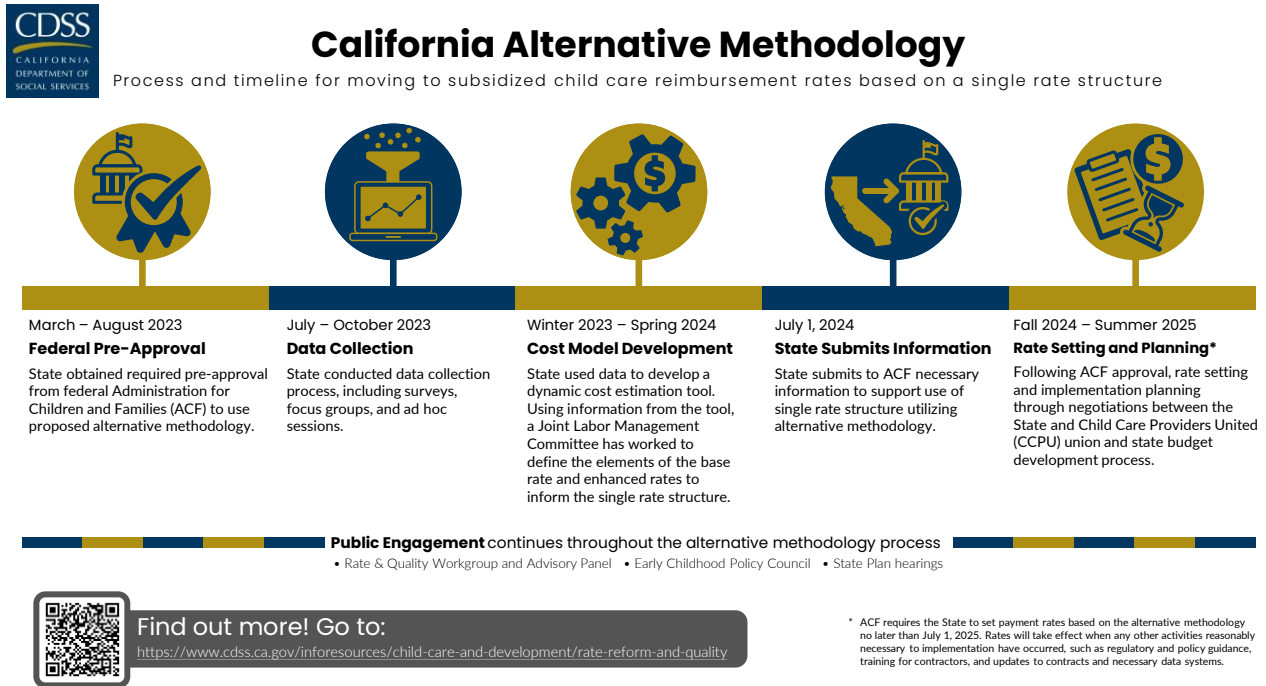 CDSS
CALIFORNIA
DEPARTMENT OF
SOCIAL SERVICES
California Alternative Methodology
Process and timeline for moving to subsidized child care reimbursement rates based on a single rate structure
March – August 2023
Federal Pre-Approval
State obtained required pre-approval
from federal Administration for
Children and Families (ACF) to use
proposed alternative methodology.
July – October 2023
Data Collection
State conducted data collection
process, including surveys,
focus groups, and ad hoc
sessions.
Winter 2023 – Spring 2024
Cost Model Development
State used data to develop a
dynamic cost estimation tool.
Using information from the tool,
a Joint Labor Management
Committee has worked to
define the elements of the base
rate and enhanced rates to
inform the single rate structure.
July 1, 2024
State Submits Information
State submits to ACF necessary
information to support use of
single rate structure utilizing
alternative methodology.
Fall 2024 – Summer 2025
Rate Setting and Planning*
Following ACF approval, rate setting
and implementation planning
through negotiations between the
State and Child Care Providers United
(CCPU) union and state budget
development process.
Public Engagement continues throughout the alternative methodology process
• Rate & Quality Workgroup and Advisory Panel • Early Childhood Policy Council • State Plan hearings
Find out more! Go to:
https://www.cdss.ca.gov/inforesources/child-care-and-development/rate-reform-and-quality
* ACF requires the State to set payment rates based on the alternative methodology
no later than July 1, 2025. Rates will take effect when any other activities reasonably
necessary to implementation have occurred, such as regulatory and policy guidance,
training for contractors, and updates to contracts and necessary data systems.